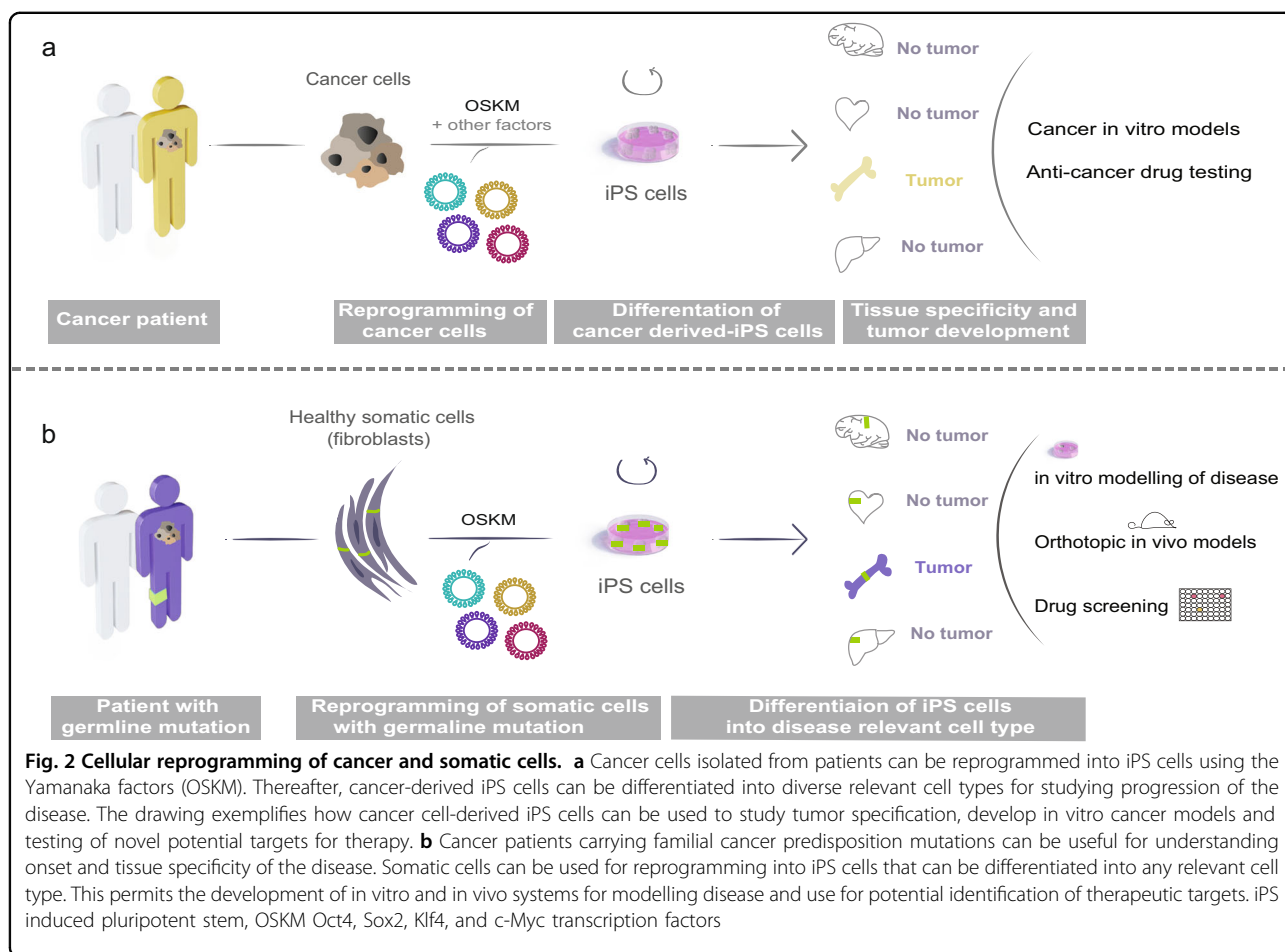 a
Cancer cells
OSKM
+ other factors
iPS cells
No tumor
No tumor
Tumor
No tumor
Cancer in vitro models
Anti-cancer drug testing
Cancer patient
Reprogramming of
cancer cells
Differentation of
cancer derived-iPS cells
Tissue specificity and
tumor development
b
Healthy somatic cells
(fibroblasts)
OSKM
iPS cells
No tumor
No tumor
Tumor
No tumor
in vitro modelling of disease
Orthotopic in vivo models
Drug screening
Patient with
germline mutation
Reprogramming of somatic cells
with germaline mutation
Differentiaion of iPS cells
into disease relevant cell type
Fig. 2 Cellular reprogramming of cancer and somatic cells. a Cancer cells isolated from patients can be reprogrammed into iPS cells using the
Yamanaka factors (OSKM). Thereafter, cancer-derived iPS cells can be differentiated into diverse relevant cell types for studying progression of the
disease. The drawing exemplifies how cancer cell-derived iPS cells can be used to study tumor specification, develop in vitro cancer models and
testing of novel potential targets for therapy. b Cancer patients carrying familial cancer predisposition mutations can be useful for understanding
onset and tissue specificity of the disease. Somatic cells can be used for reprogramming into iPS cells that can be differentiated into any relevant cell
type. This permits the development of in vitro and in vivo systems for modelling disease and use for potential identification of therapeutic targets. iPS
induced pluripotent stem, OSKM Oct4, Sox2, Klf4, and c-Myc transcription factors